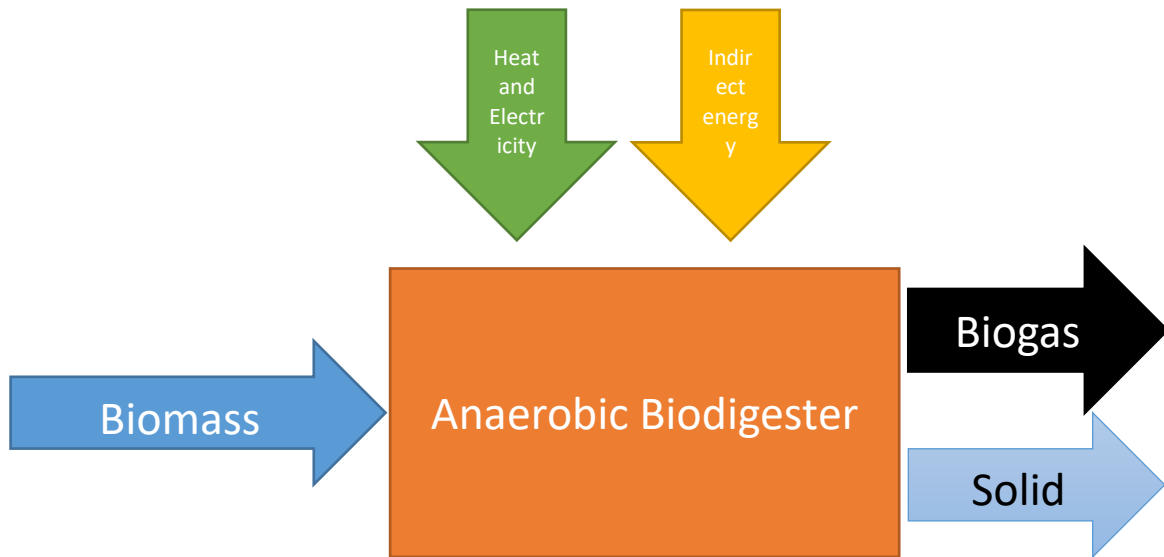 Heat
and
Electr
icity
Indir
ect
energ
y
Biogas
Biomass
Anaerobic Biodigester
Solid